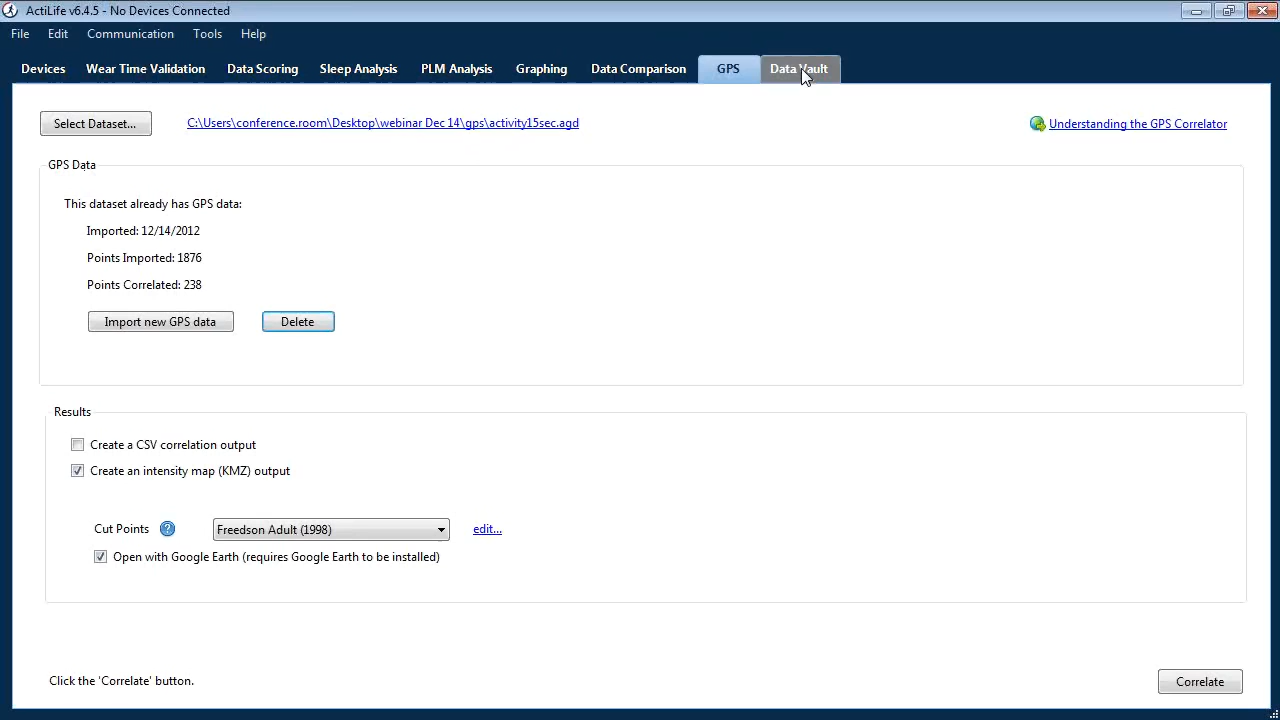 ActiLife v6.4.5 - No Devices Connected
File Edit Communication Tools Help
Devices Wear Time Validation Data Scoring Sleep Analysis PLM Analysis Graphing Data Comparison GPS Data Vault
Select Dataset... C:\Users\conference.room\Desktop\webinar Dec 14\gps\activity15sec.agd Understanding the GPS Correlator
GPS Data
This dataset already has GPS data:
Imported: 12/14/2012
Points Imported: 1876
Points Correlated: 238
Import new GPS data Delete
Results
Create a CSV correlation output
Create an intensity map (KMZ) output
Cut Points ? Freedson Adult (1998) edit...
Open with Google Earth (requires Google Earth to be installed)
Click the 'Correlate' button. Correlate